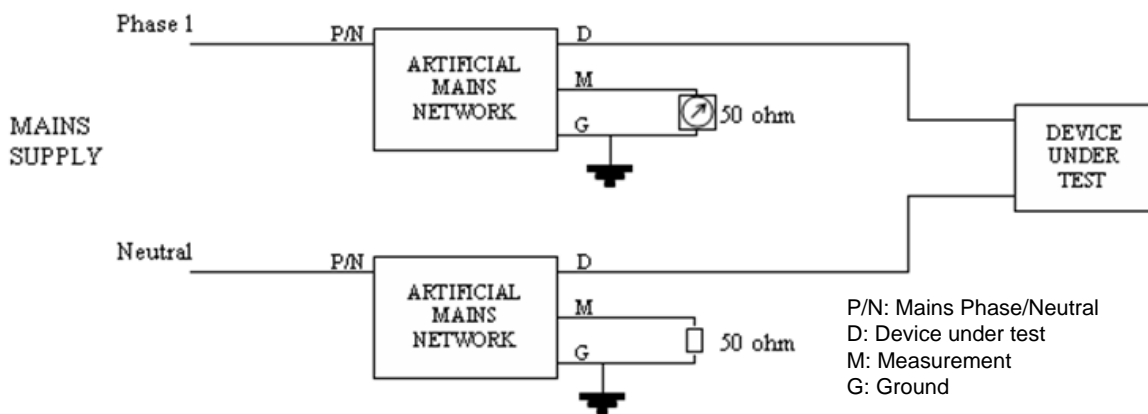 Phase 1
P/N
D
ARTIFICIAL
MAINS
NETWORK
M
50 ohm
G
MAINS
SUPPLY
DEVICE
UNDER
TEST
Neutral
P/N
D
ARTIFICIAL
MAINS
NETWORK
M
50 ohm
G
P/N: Mains Phase/Neutral
D: Device under test
M: Measurement
G: Ground